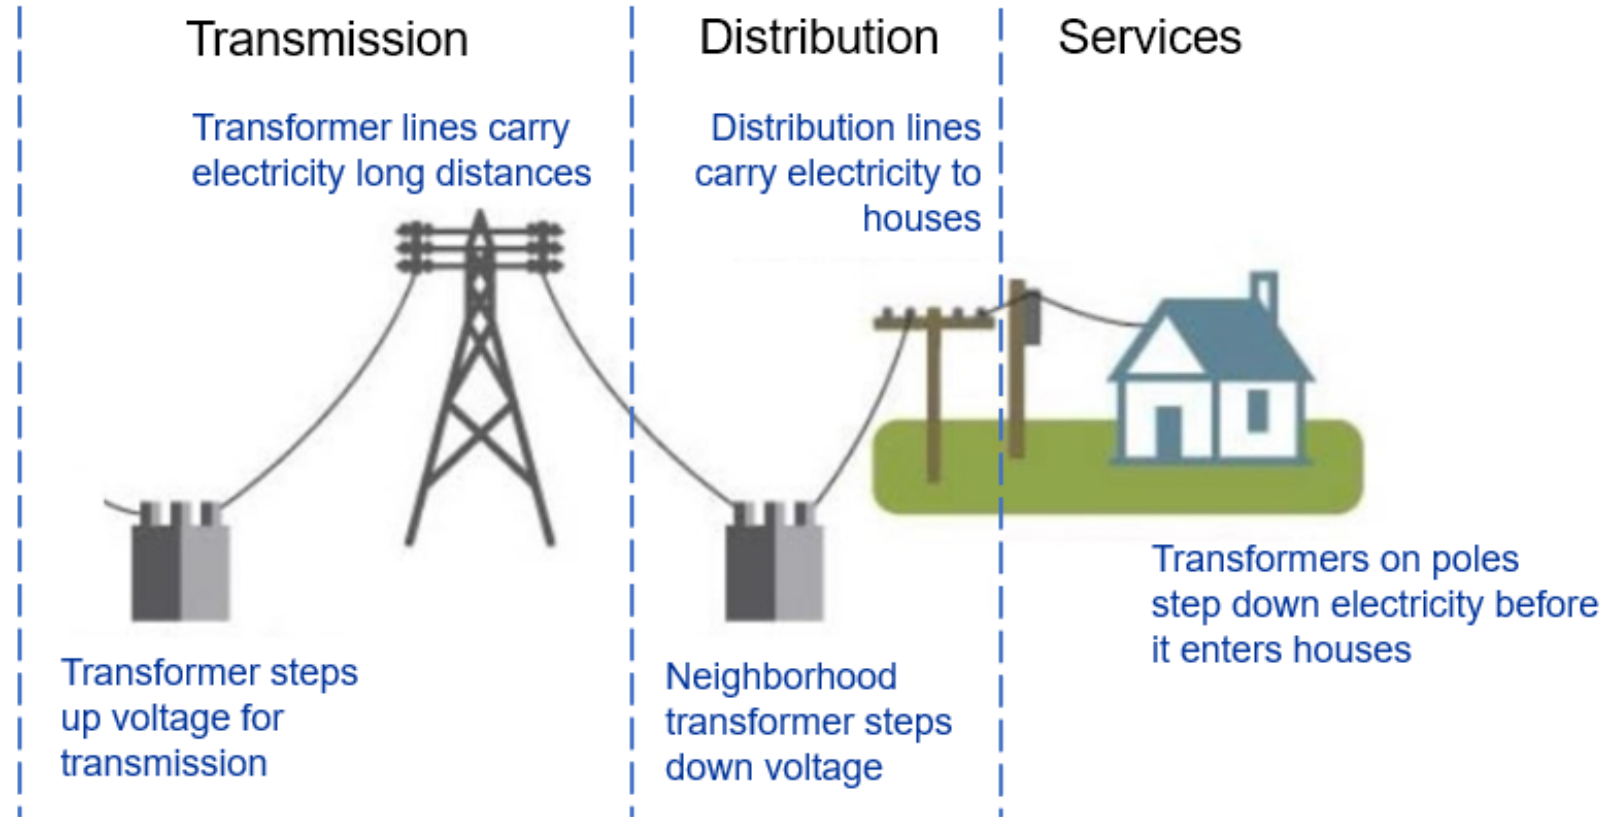 Transmission
Distribution
Services
Transformer lines carry
electricity long distances
Distribution lines
carry electricity to
houses
Transformer steps
up voltage for
transmission
Neighborhood
transformer steps
down voltage
Transformers on poles
step down electricity before
it enters houses